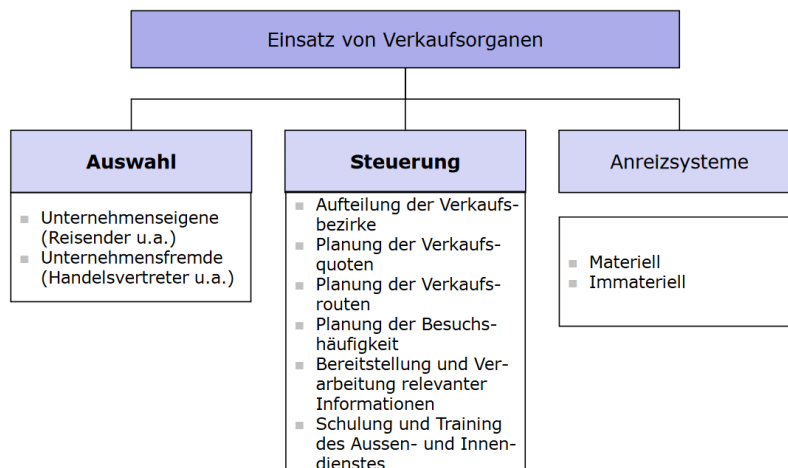 Einsatz von Verkaufsorganen
Auswahl
Unternehmenseigene
(Reisender u.a.)
Unternehmensfremde
(Handelsvertreter u.a.)
Steuerung
Aufteilung der Verkaufs-
bezirke
Planung der Verkaufs-
quoten
Planung der Verkaufs-
routen
Planung der Besuchs-
häufigkeit
Bereitstellung und Ver-
arbeitung relevanter
Informationen
Schulung und Training
des Aussen- und Innen-
dienstes
Anreizsysteme
Materiell
Immateriell